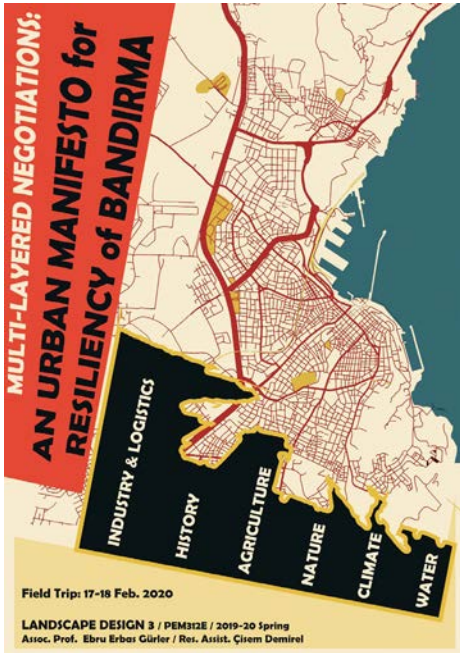 MULTI-LAYERED NEGOTIATIONS:
AN URBAN MANIFESTO for
RESILIENCY of BANDIRMA
INDUSTRY & LOGISTICS
HISTORY
AGRICULTURE
NATURE
CLIMATE
WATER
Field Trip: 17-18 Feb. 2020
LANDSCAPE DESIGN 3 / PEM312E / 2019-20 Spring
Assoc. Prof.  Ebru Erbas Gürler / Res. Assist. Çisem Demirel